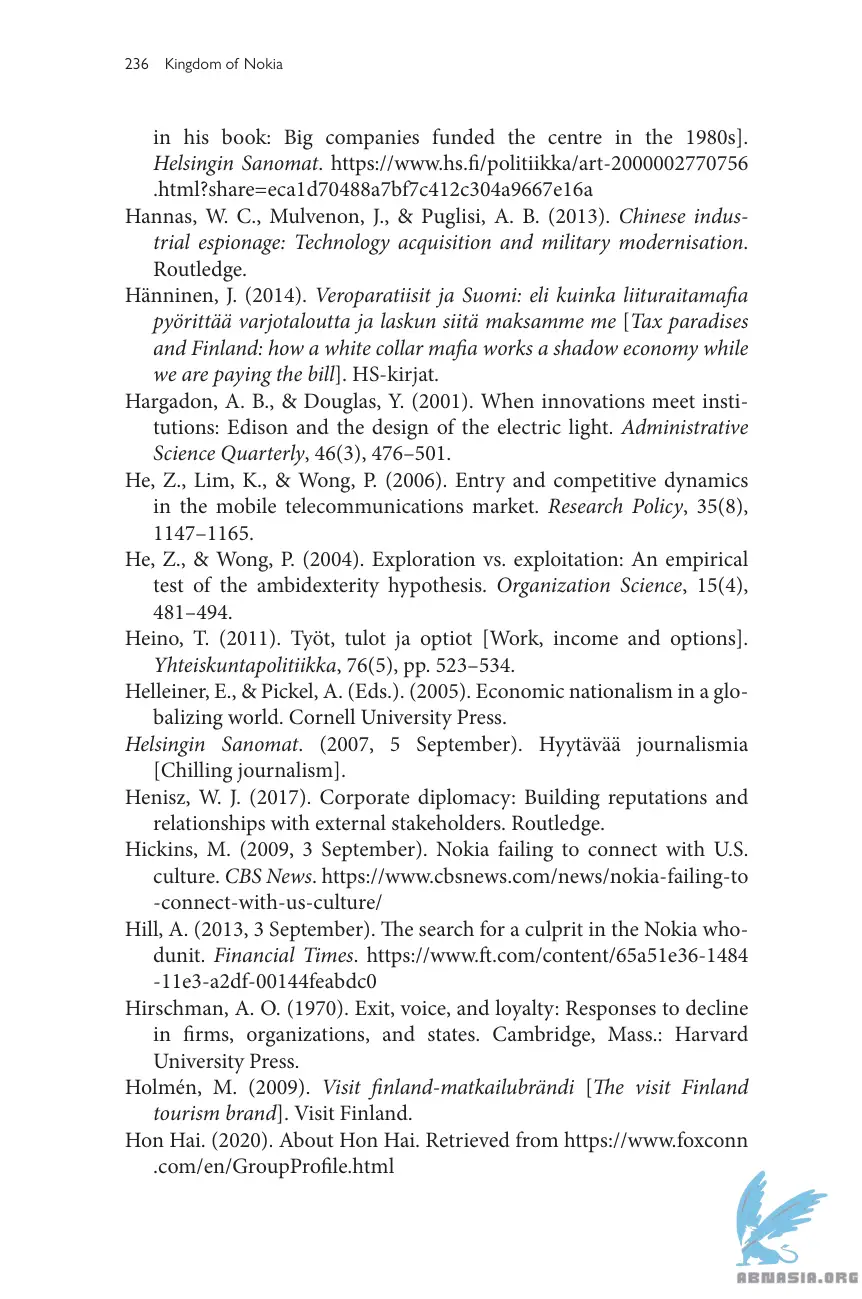 236 Kingdom of Nokia
in his book: Big companies funded the centre in the 1980s].
Helsingin Sanomat. https://www.hs.fi/politiikka/art-2000002770756
.html?share=eca1d70488a7bf7c412c304a9667e16a
Hannas, W. C., Mulvenon, J., & Puglisi, A. B. (2013). Chinese indus-
trial espionage: Technology acquisition and military modernisation.
Routledge.
Hänninen, J. (2014). Veroparatiisit ja Suomi: eli kuinka liituraitamafia
pyörittää varjotaloutta ja laskun siitä maksamme me [Tax paradises
and Finland: how a white collar mafia works a shadow economy while
we are paying the bill]. HS-kirjat.
Hargadon, A. B., & Douglas, Y. (2001). When innovations meet insti-
tutions: Edison and the design of the electric light. Administrative
Science Quarterly, 46(3), 476–501.
He, Z., Lim, K., & Wong, P. (2006). Entry and competitive dynamics
in the mobile telecommunications market. Research Policy, 35(8),
1147–1165.
He, Z., & Wong, P. (2004). Exploration vs. exploitation: An empirical
test of the ambidexterity hypothesis. Organization Science, 15(4),
481–494.
Heino, T. (2011). Työt, tulot ja optiot [Work, income and options].
Yhteiskuntapolitiikka, 76(5), pp. 523–534.
Helleiner, E., & Pickel, A. (Eds.). (2005). Economic nationalism in a glo-
balizing world. Cornell University Press.
Helsingin Sanomat. (2007, 5 September). Hyytävää journalismia
[Chilling journalism].
Henisz, W. J. (2017). Corporate diplomacy: Building reputations and
relationships with external stakeholders. Routledge.
Hickins, M. (2009, 3 September). Nokia failing to connect with U.S.
culture. CBS News. https://www.cbsnews.com/news/nokia-failing-to
-connect-with-us-culture/
Hill, A. (2013, 3 September). The search for a culprit in the Nokia who-
dunit. Financial Times. https://www.ft.com/content/65a51e36-1484
-11e3-a2df-00144feabdc0
Hirschman, A. O. (1970). Exit, voice, and loyalty: Responses to decline
in firms, organizations, and states. Cambridge, Mass.: Harvard
University Press.
Holmén, M. (2009). Visit finland-matkailubrändi [The visit Finland
tourism brand]. Visit Finland.
Hon Hai. (2020). About Hon Hai. Retrieved from https://www.foxconn
.com/en/GroupProfile.html
ABNASIA.ORG